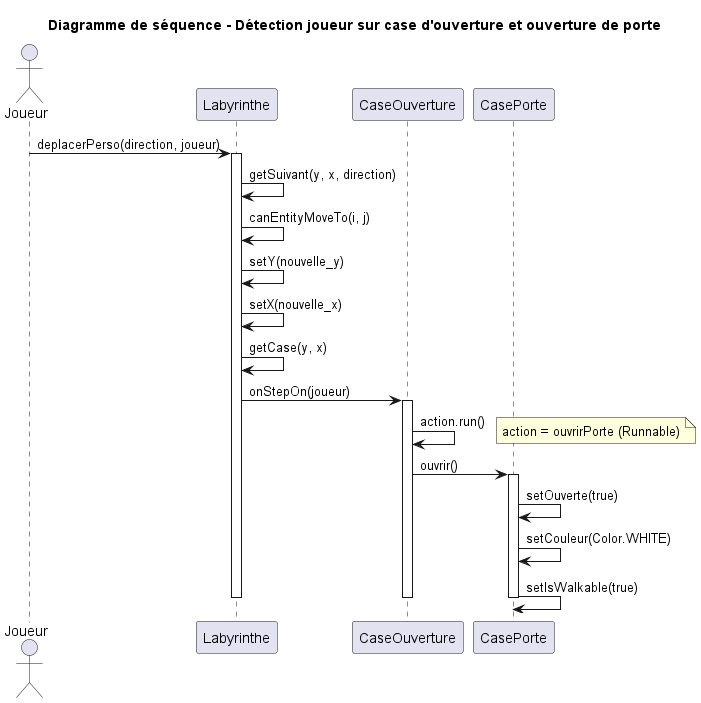 Diagramme de séquence - Détection joueur sur case d'ouverture et ouverture de porte
Joueur
Labyrinthe
CaseOuverture
CasePorte
deplacerPerso(direction, joueur)
getSuivant(y, x, direction)
canEntityMoveTo(i, j)
setY(nouvelle_y)
setX(nouvelle_x)
getCase(y, x)
onStepOn(joueur)
action.run()
action = ouvrirPorte (Runnable)
ouvrir()
setOuverte(true)
setCouleur(Color.WHITE)
setIsWalkable(true)
Joueur
Labyrinthe
CaseOuverture
CasePorte